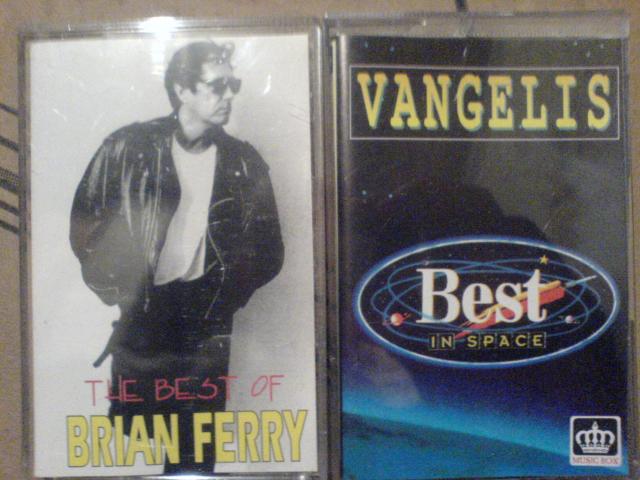 THE BEST OF
BRIAN FERRY
VANGELIS
Best
IN SPACE
MUSIC BOX